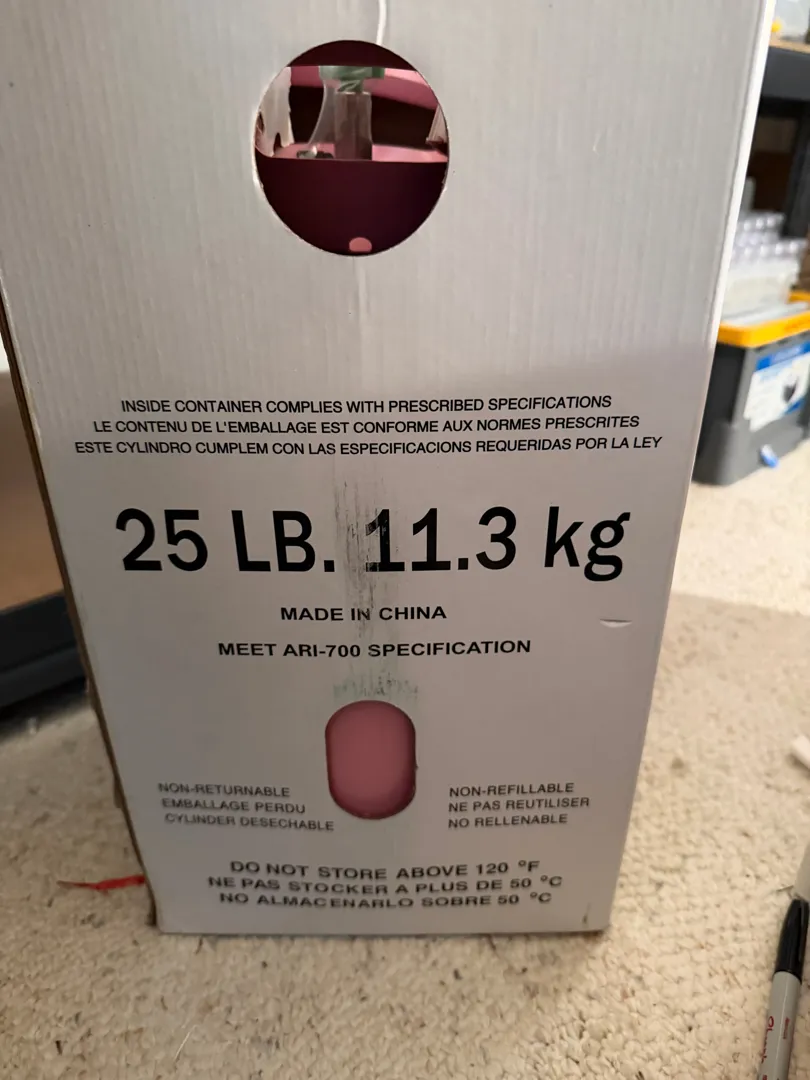 INSIDE CONTAINER COMPLIES WITH PRESCRIBED SPECIFICATIONS
LE CONTENU DE L'EMBALLAGE EST CONFORME AUX NORMES PRESCRITES
ESTE CYLINDRO CUMPLEM CON LAS ESPECIFICACIONS REQUERIDAS POR LA LEY
25 LB. 11.3 kg
MADE IN CHINA
MEET ARI-700 SPECIFICATION
NON-RETURNABLE
EMBALLAGE PERDU
CYLINDER DESECHABLE
NON-REFILLABLE
NE PAS REUTILISER
NO RELLENABLE
DO NOT STORE ABOVE 120 °F
NE PAS STOCKER A PLUS DE 50 °C
NO ALMACENARLO SOBRE 50 °C